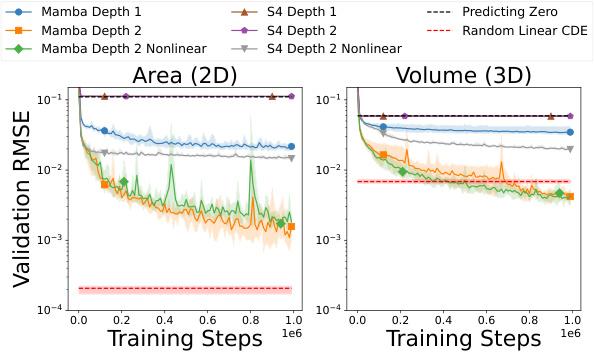 Mamba Depth 1
Mamba Depth 2
Mamba Depth 2 Nonlinear
S4 Depth 1
S4 Depth 2
S4 Depth 2 Nonlinear
Predicting Zero
Random Linear CDE
Area (2D)
Volume (3D)
Validation RMSE
10⁻¹
10⁻²
10⁻³
10⁻⁴
10⁻¹
10⁻²
10⁻³
10⁻⁴
0.0 0.2 0.4 0.6 0.8 1.0
1e6
Training Steps
0.0 0.2 0.4 0.6 0.8 1.0
1e6
Training Steps